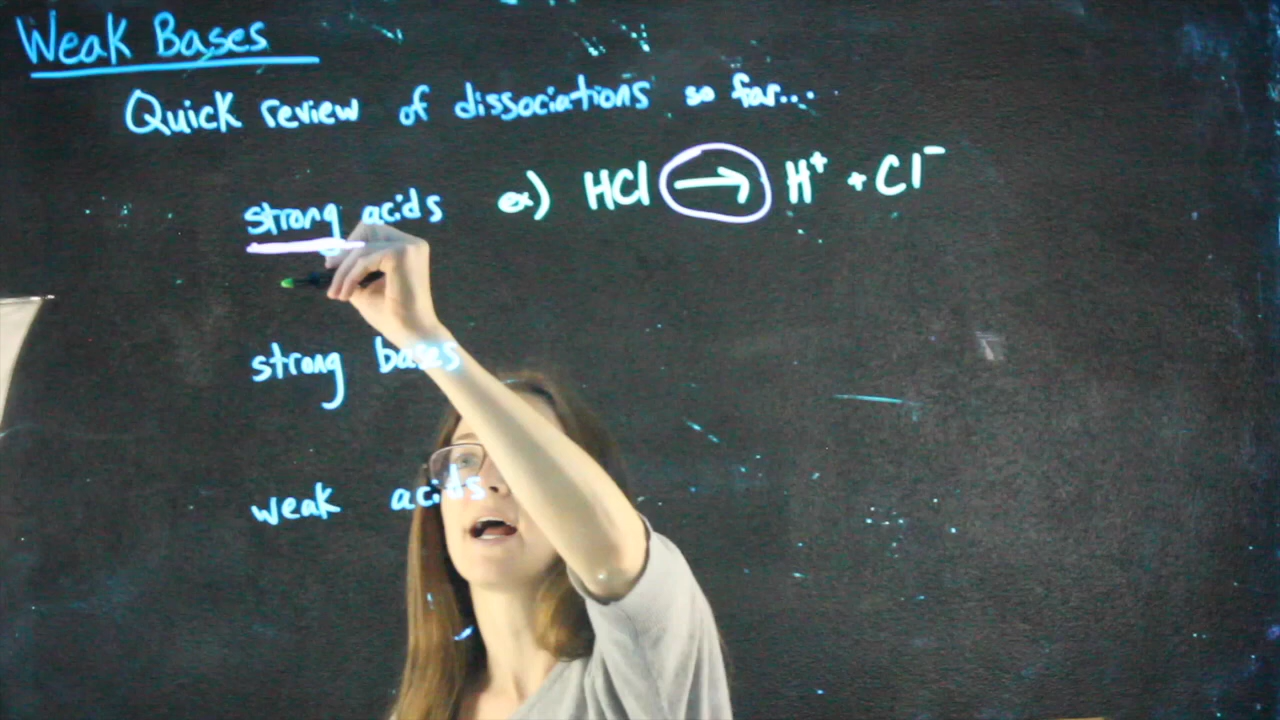 Weak Bases
Quick review of dissociations so far...
strong acids ex) HCl → H⁺ + Cl⁻
strong bases
weak acids